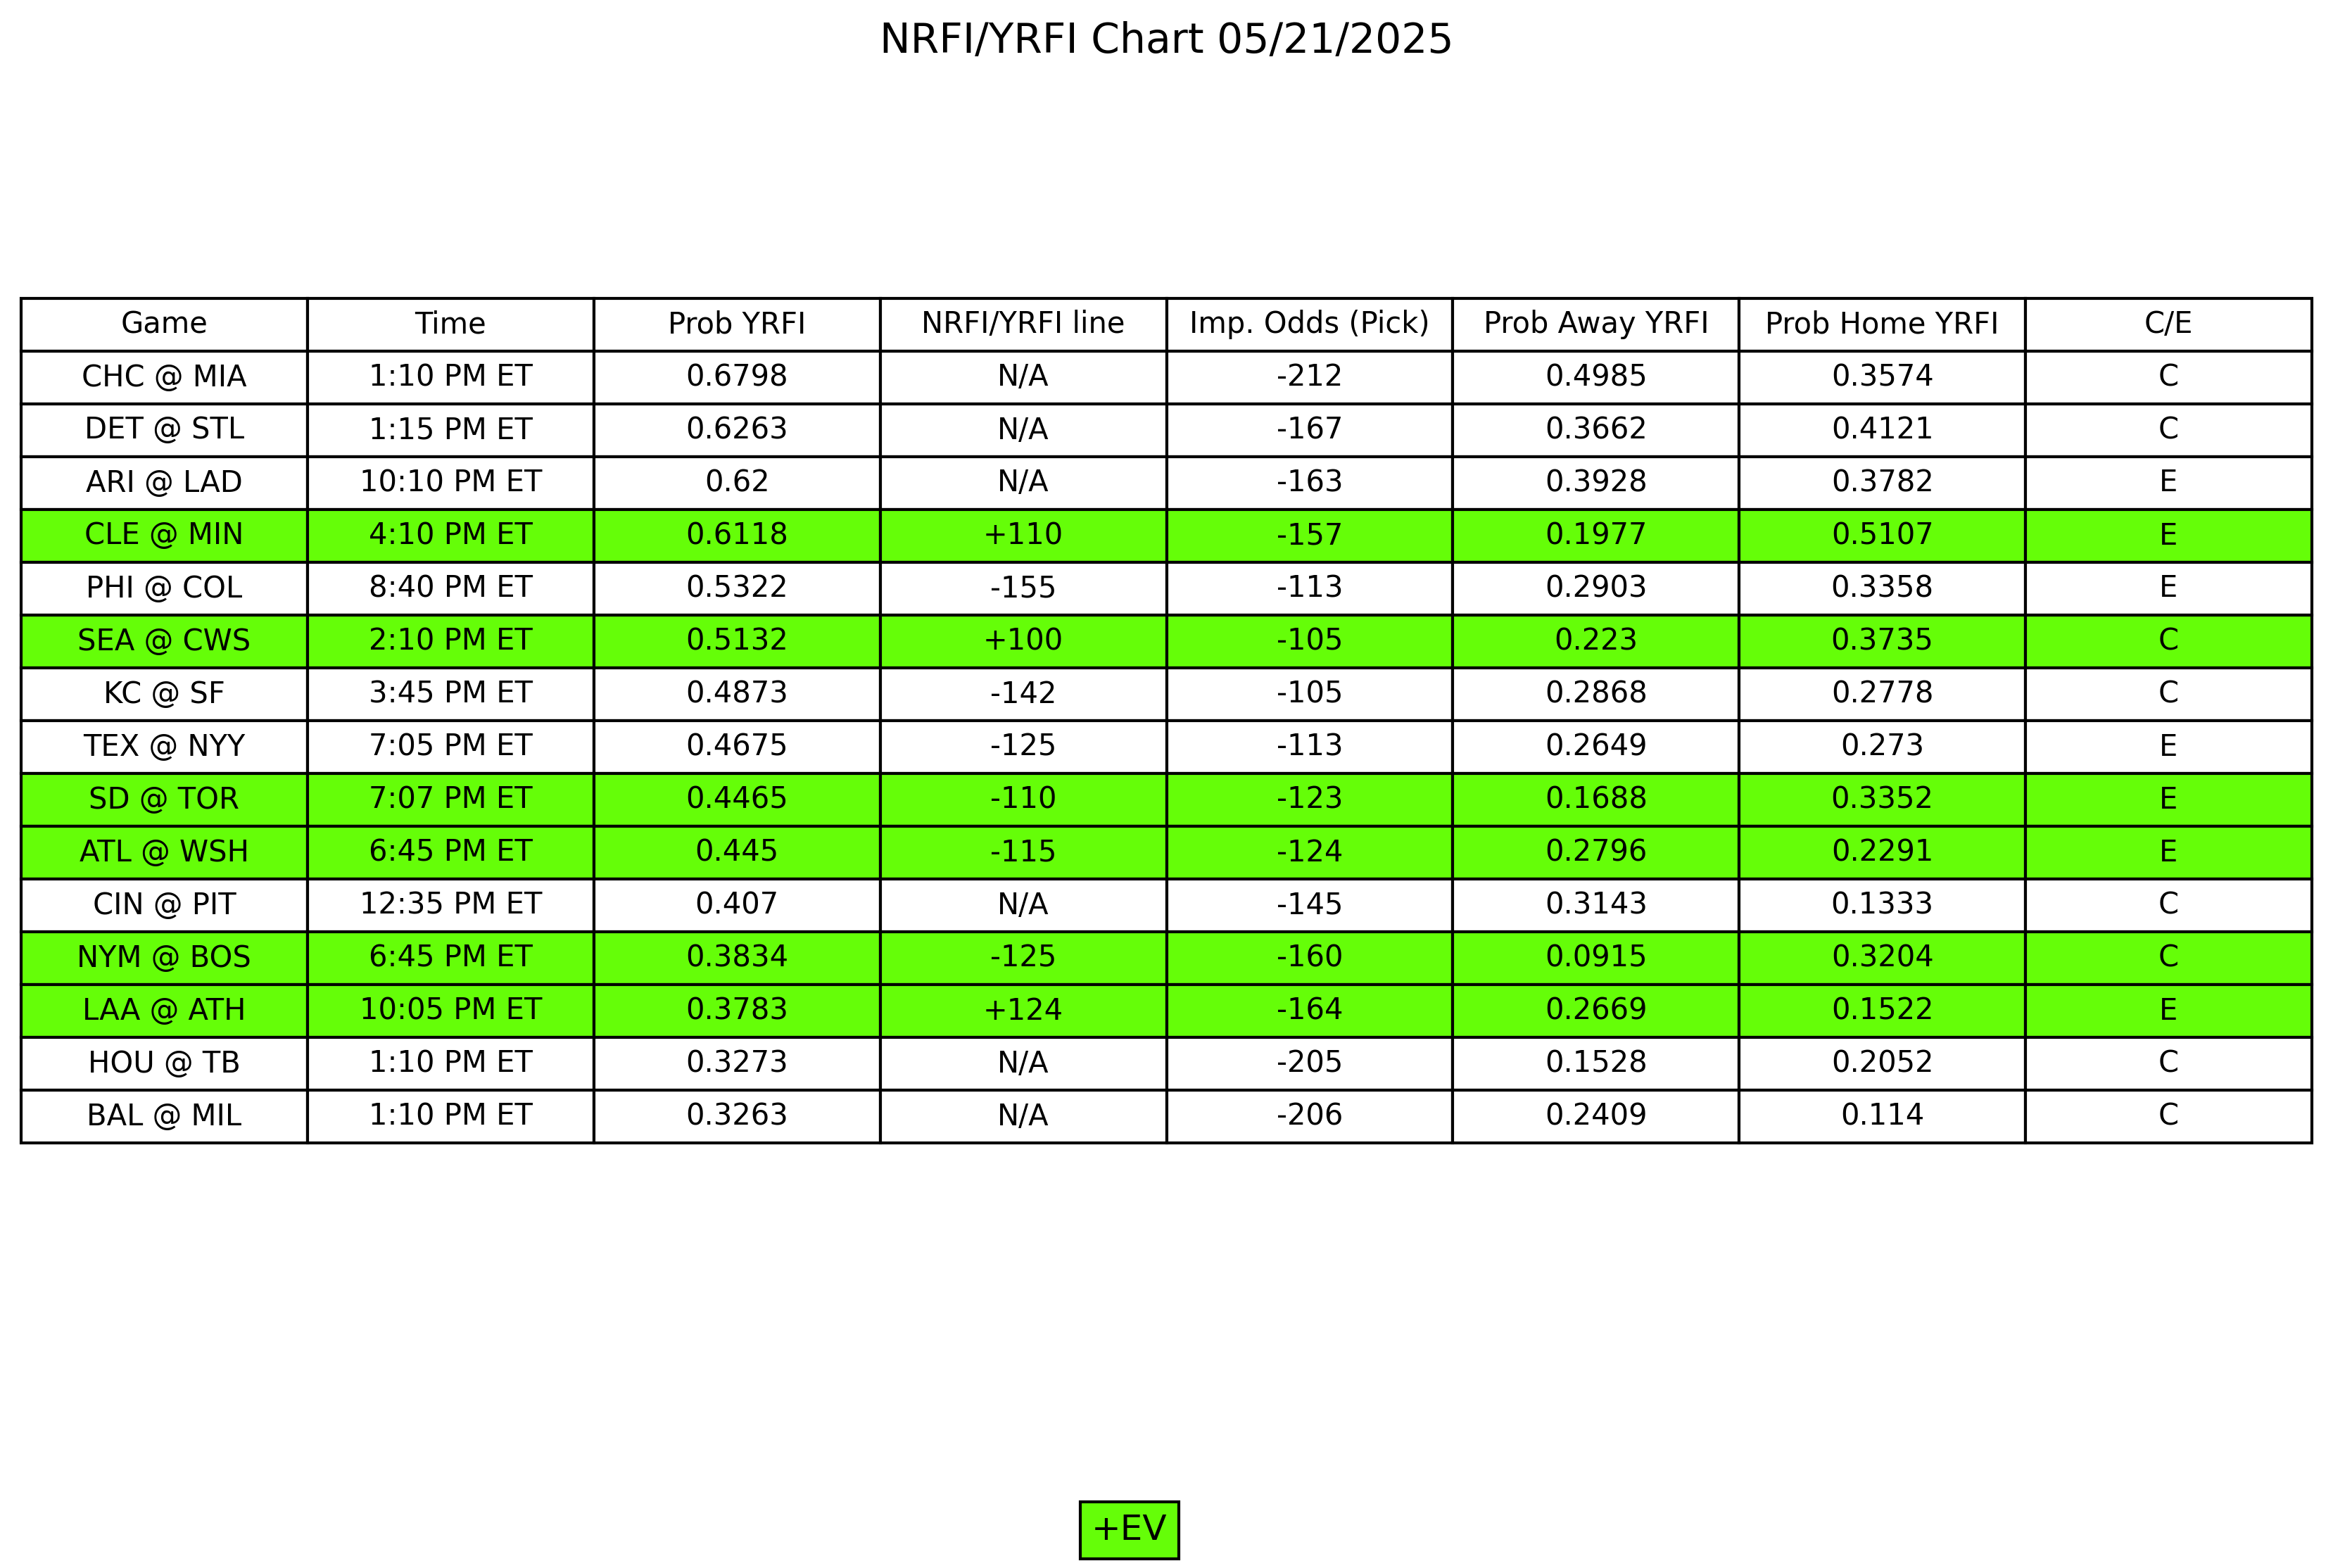 NRFI/YRFI Chart 05/21/2025
Game Time Prob YRFI NRFI/YRFI line Imp. Odds (Pick) Prob Away YRFI Prob Home YRFI C/E
CHC @ MIA 1:10 PM ET 0.6798 N/A -212 0.4985 0.3574 C
DET @ STL 1:15 PM ET 0.6263 N/A -167 0.3662 0.4121 C
ARI @ LAD 10:10 PM ET 0.62 N/A -163 0.3928 0.3782 E
CLE @ MIN 4:10 PM ET 0.6118 +110 -157 0.1977 0.5107 E
PHI @ COL 8:40 PM ET 0.5322 -155 -113 0.2903 0.3358 E
SEA @ CWS 2:10 PM ET 0.5132 +100 -105 0.223 0.3735 C
KC @ SF 3:45 PM ET 0.4873 -142 -105 0.2868 0.2778 C
TEX @ NYY 7:05 PM ET 0.4675 -125 -113 0.2649 0.273 E
SD @ TOR 7:07 PM ET 0.4465 -110 -123 0.1688 0.3352 E
ATL @ WSH 6:45 PM ET 0.445 -115 -124 0.2796 0.2291 E
CIN @ PIT 12:35 PM ET 0.407 N/A -145 0.3143 0.1333 C
NYM @ BOS 6:45 PM ET 0.3834 -125 -160 0.0915 0.3204 C
LAA @ ATH 10:05 PM ET 0.3783 +124 -164 0.2669 0.1522 E
HOU @ TB 1:10 PM ET 0.3273 N/A -205 0.1528 0.2052 C
BAL @ MIL 1:10 PM ET 0.3263 N/A -206 0.2409 0.114 C
+EV